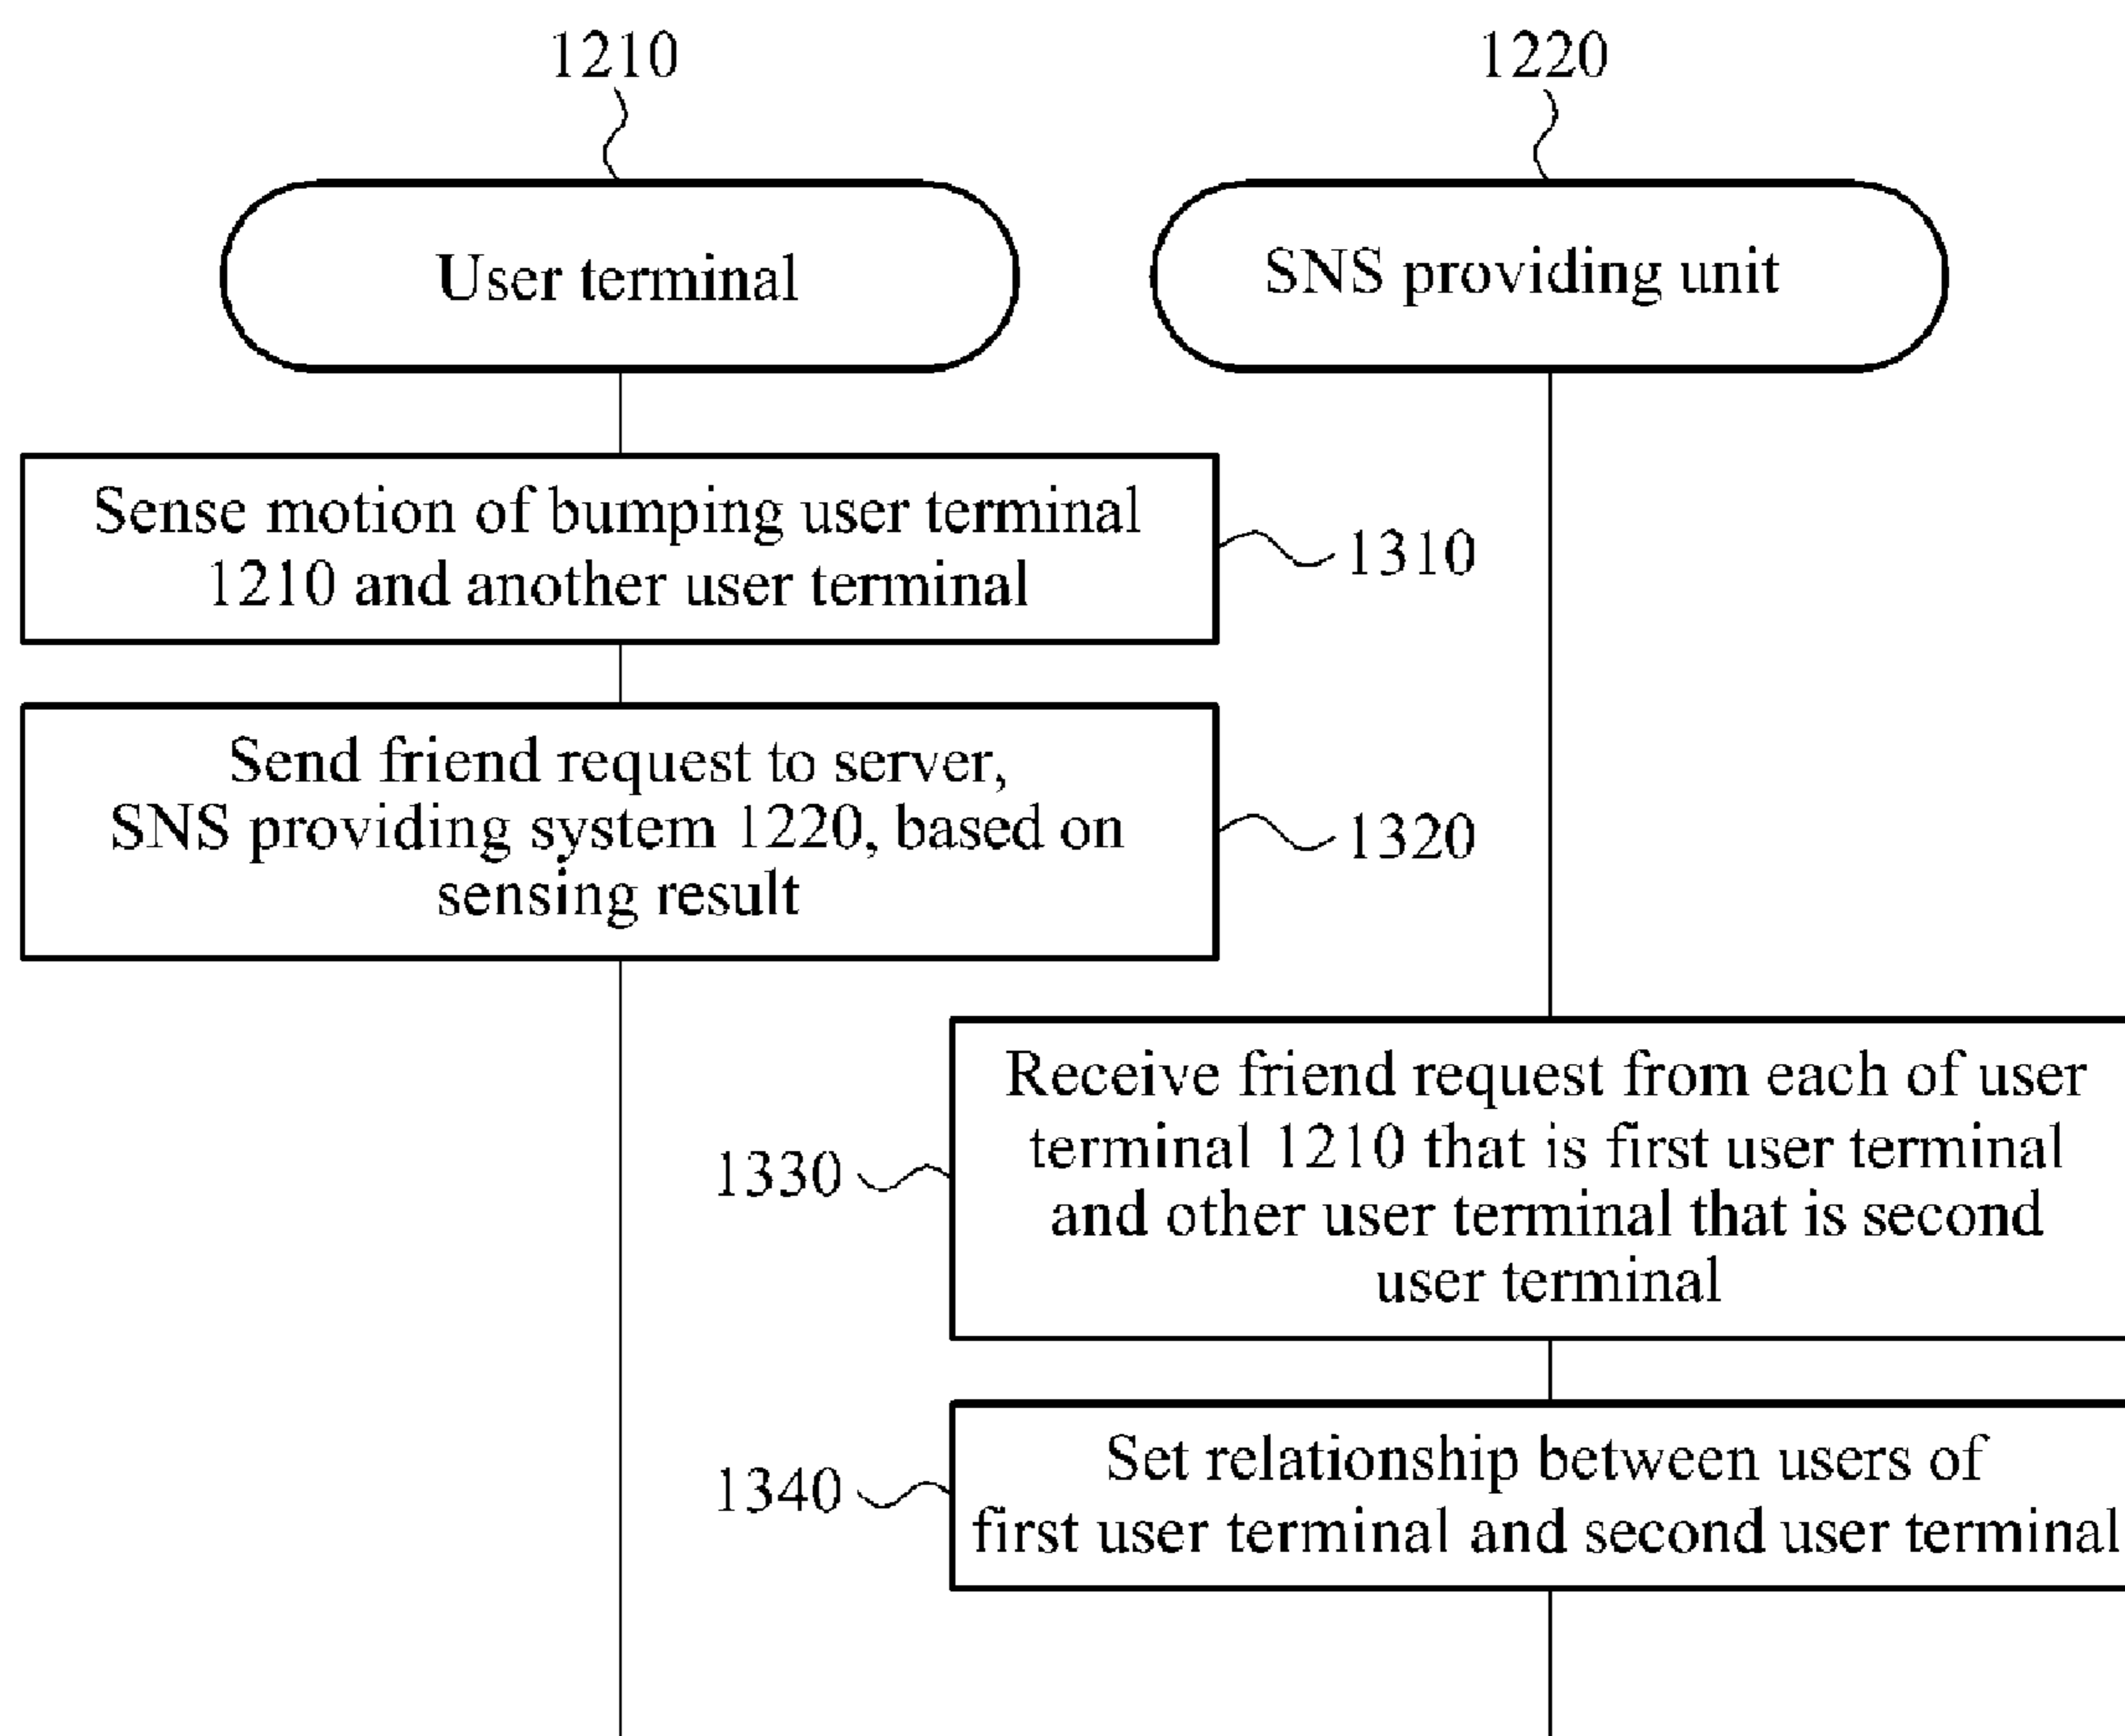 1210
1220
User terminal
SNS providing unit
Sense motion of bumping user terminal
1210 and another user terminal
1310
Send friend request to server,
SNS providing system 1220, based on
sensing result
1320
Receive friend request from each of user
terminal 1210 that is first user terminal
and other user terminal that is second
user terminal
1330
Set relationship between users of
first user terminal and second user terminal
1340